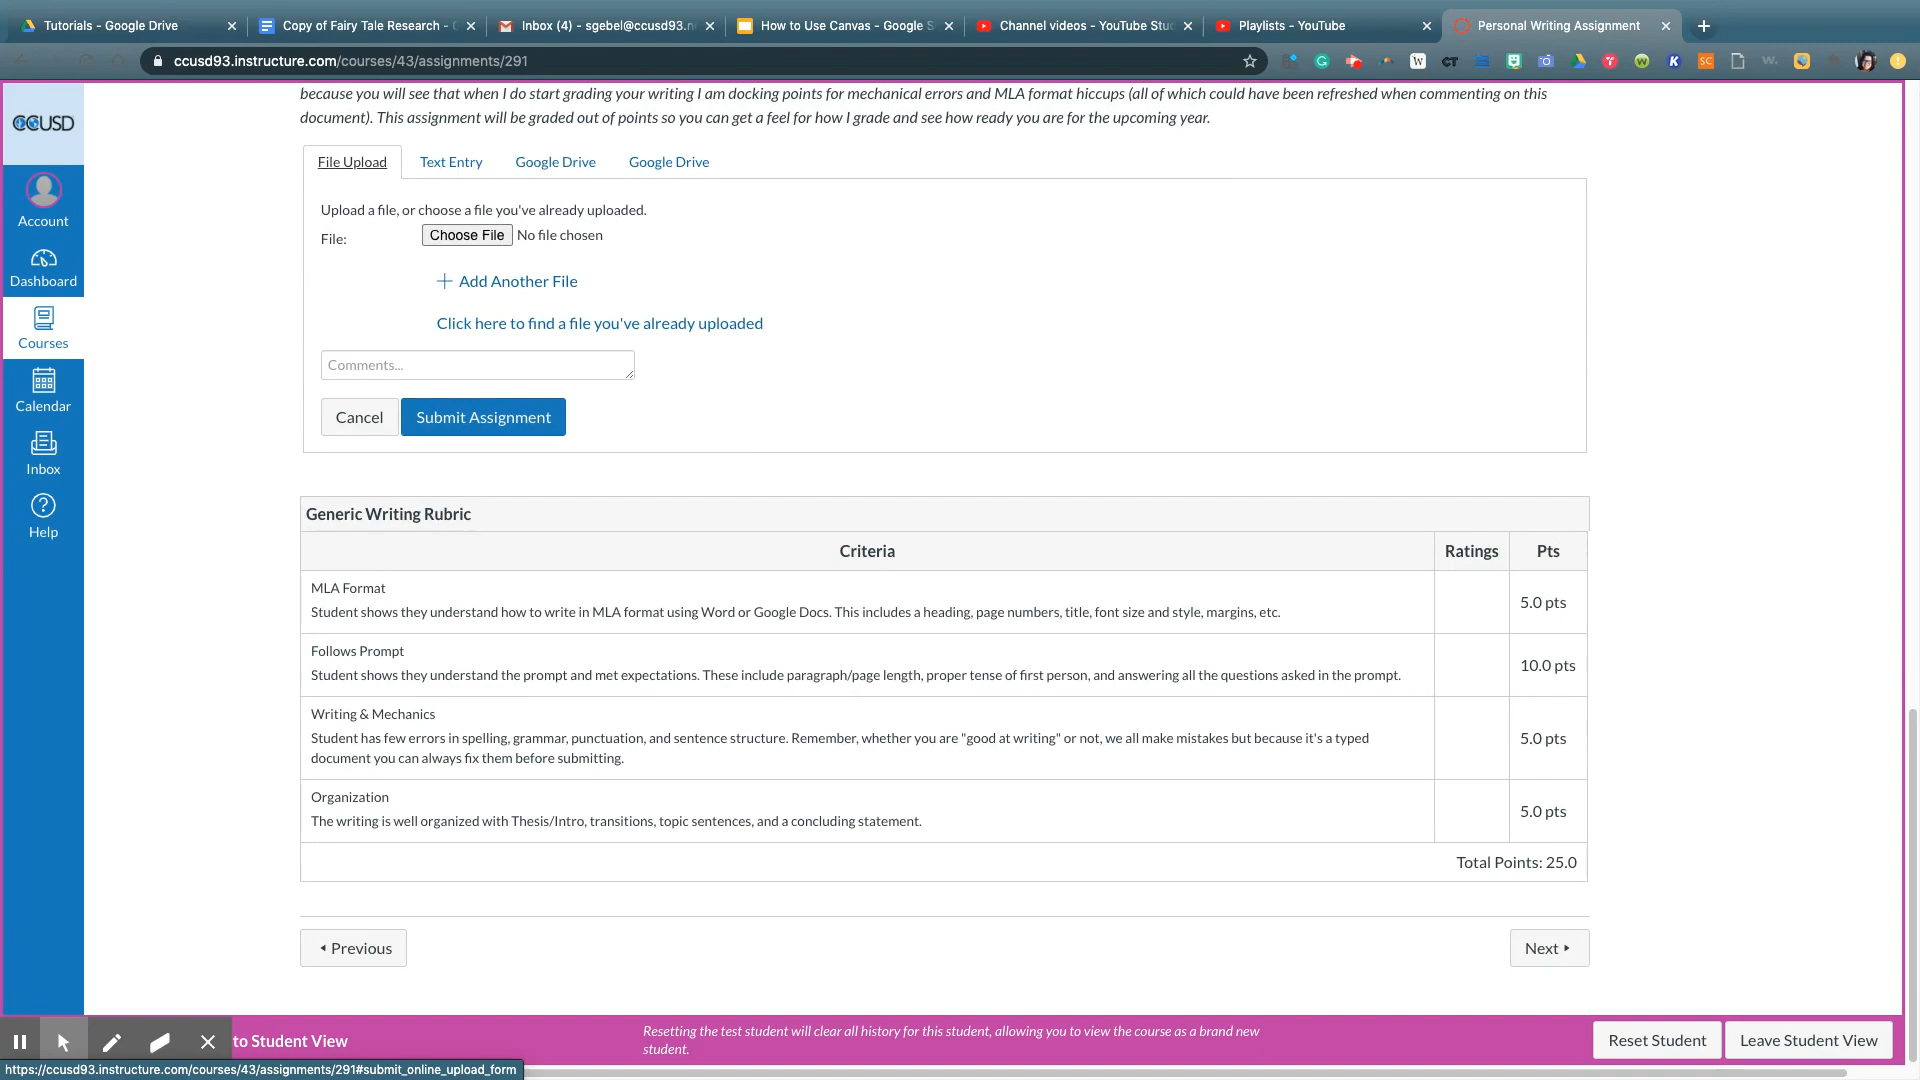 Tutorials - Google Drive
Copy of Fairy Tale Research -
Inbox (4) - sgebel@ccusd93.n
How to Use Canvas - Google S
Channel videos - YouTube Stu
Playlists - YouTube
Personal Writing Assignment
ccusd93.instructure.com/courses/43/assignments/291
because you will see that when I do start grading your writing I am docking points for mechanical errors and MLA format hiccups (all of which could have been refreshed when commenting on this
document). This assignment will be graded out of points so you can get a feel for how I grade and see how ready you are for the upcoming year.
CCUSD
Account
Dashboard
Courses
Calendar
Inbox
Help
File Upload
Text Entry
Google Drive
Google Drive
Upload a file, or choose a file you've already uploaded.
File:
Choose File No file chosen
+ Add Another File
Click here to find a file you've already uploaded
Comments...
Cancel
Submit Assignment
Generic Writing Rubric
Criteria
Ratings
Pts
MLA Format
Student shows they understand how to write in MLA format using Word or Google Docs. This includes a heading, page numbers, title, font size and style, margins, etc.
5.0 pts
Follows Prompt
Student shows they understand the prompt and met expectations. These include paragraph/page length, proper tense of first person, and answering all the questions asked in the prompt.
10.0 pts
Writing & Mechanics
Student has few errors in spelling, grammar, punctuation, and sentence structure. Remember, whether you are "good at writing" or not, we all make mistakes but because it's a typed
document you can always fix them before submitting.
5.0 pts
Organization
The writing is well organized with Thesis/Intro, transitions, topic sentences, and a concluding statement.
5.0 pts
Total Points: 25.0
Previous
Next
to Student View
Resetting the test student will clear all history for this student, allowing you to view the course as a brand new
student.
Reset Student
Leave Student View
https://ccusd93.instructure.com/courses/43/assignments/291#submit_online_upload_form